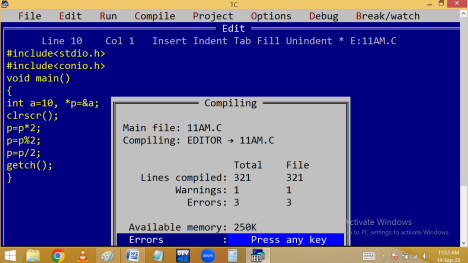 TC
File Edit Run Compile Project Options Debug Break/watch
Edit
Line 10 Col 1 Insert Indent Tab Fill Unindent * E:11AM.C
#include<stdio.h>
#include<conio.h>
void main()
{
int a=10, *p=&a;
clrscr();
p=p*2;
p=p%2;
p=p/2;
getch();
}
Compiling
Main file: 11AM.C
Compiling: EDITOR → 11AM.C
Total File
Lines compiled: 321 321
Warnings: 1 1
Errors: 3 3
Available memory: 250K
Errors : Press any key
Activate Windows
Go to PC settings to activate Windows.
11:53 AM
14-Sep-23